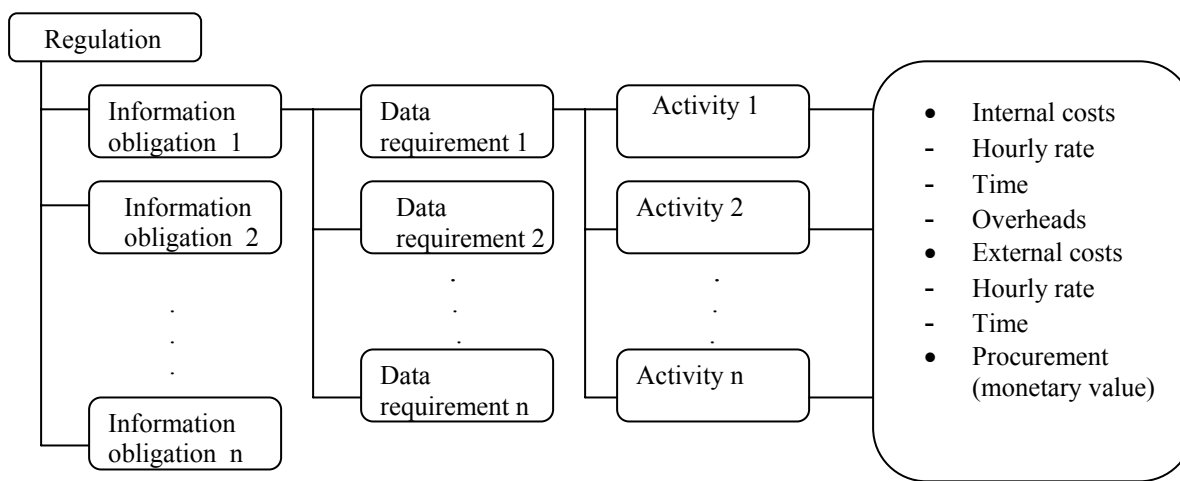 Regulation
Information
obligation 1
Data
requirement 1
Activity 1
Information
obligation 2
Data
requirement 2
Activity 2
. . .
. . .
. . .
Information
obligation n
Data
requirement n
Activity n
• Internal costs
- Hourly rate
- Time
- Overheads
• External costs
- Hourly rate
- Time
• Procurement
(monetary value)